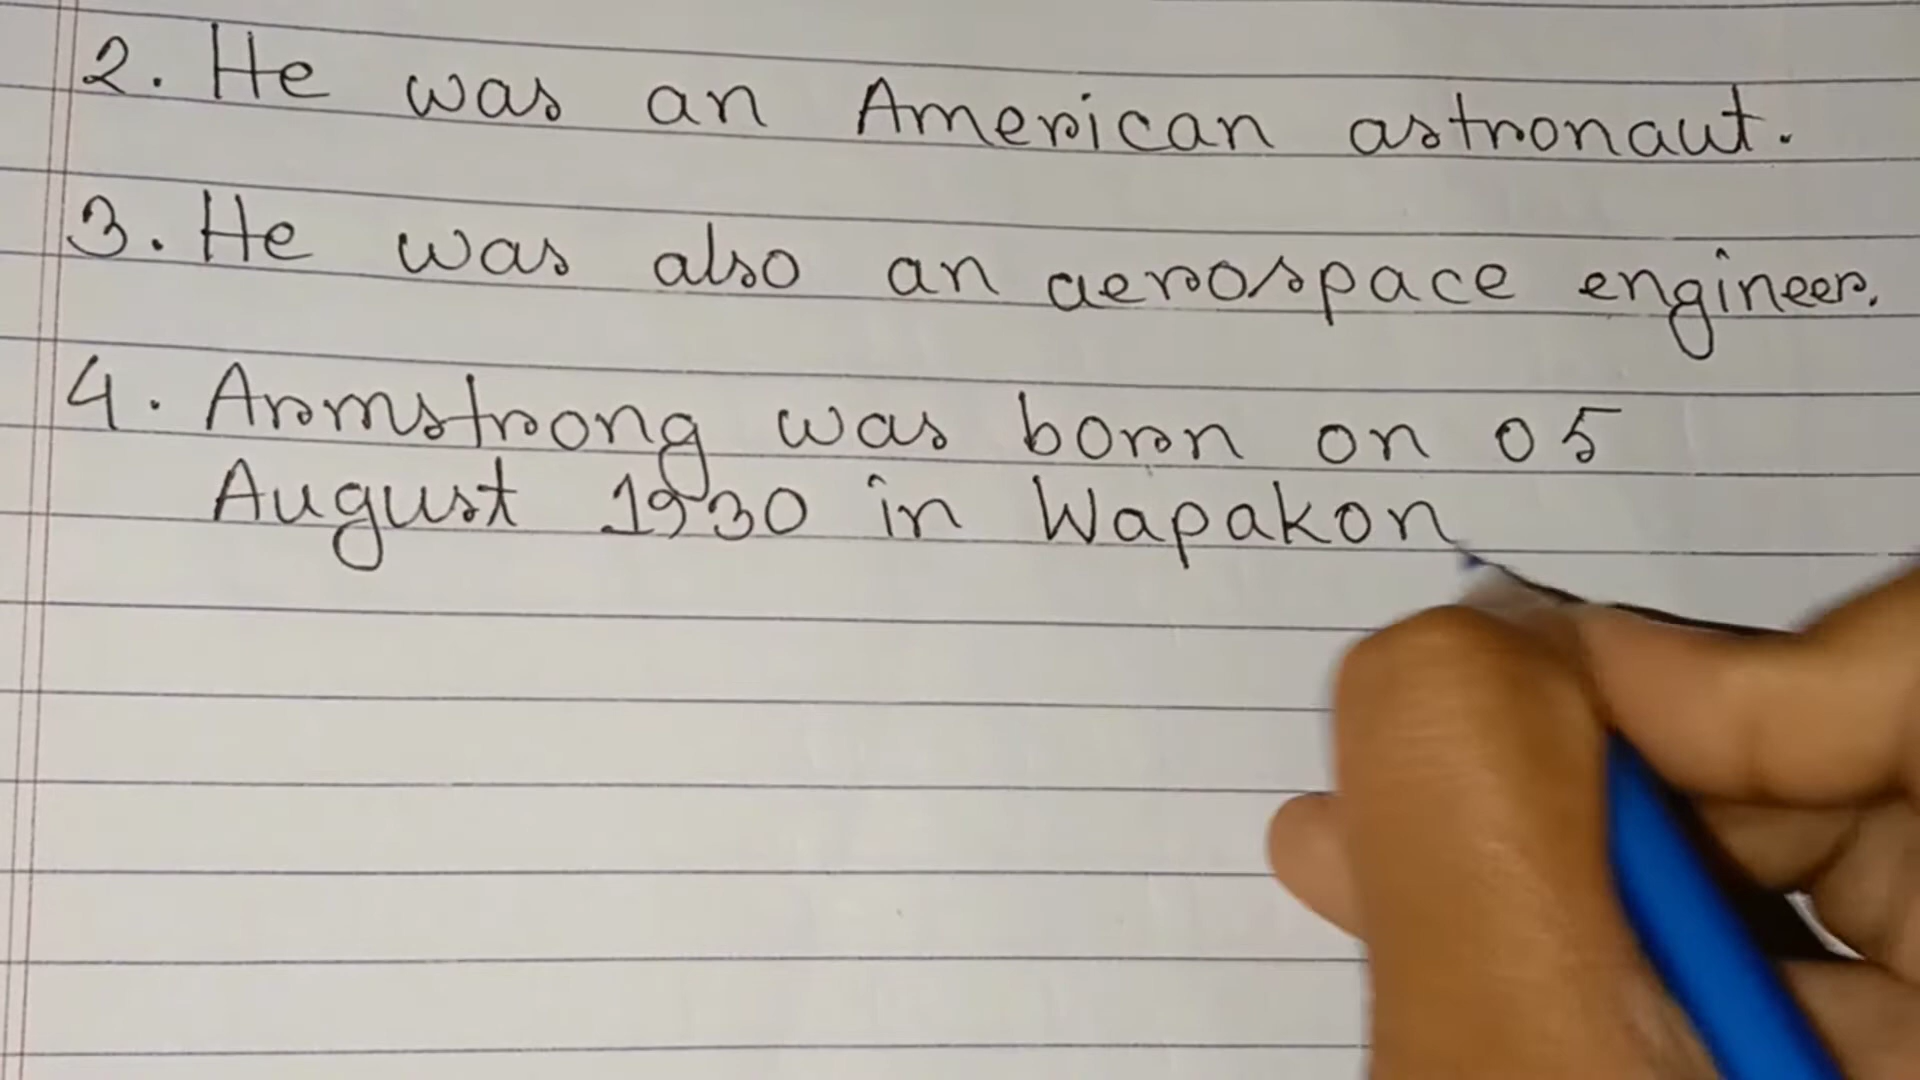 2. He was an American astronaut.
3. He was also an aerospace engineer.
4. Armstrong was born on 05
August 1930 in Wapakon